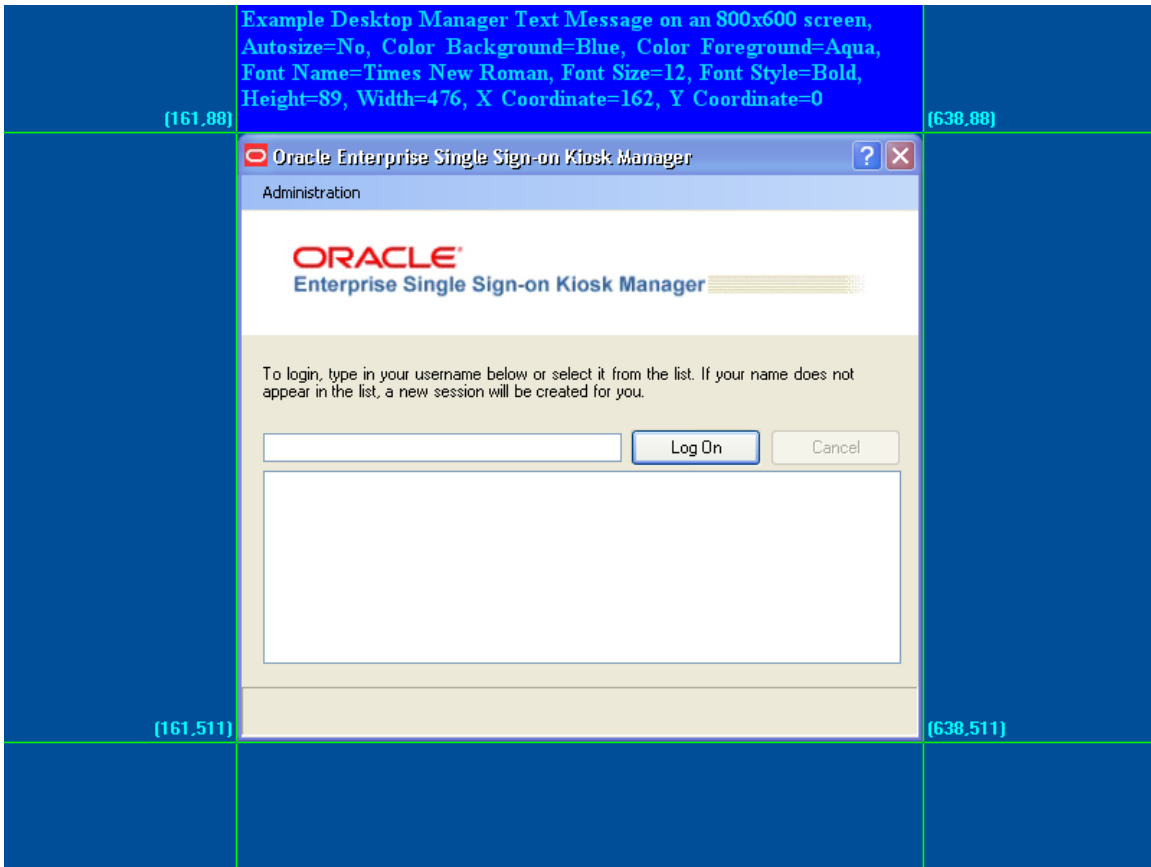 Example Desktop Manager Text Message on an 800x600 screen,
Autosize=No, Color Background=Blue, Color Foreground=Aqua,
Font Name=Times New Roman, Font Size=12, Font Style=Bold,
Height=89, Width=476, X Coordinate=162, Y Coordinate=0
(161,88)
(638,88)
Oracle Enterprise Single Sign-on Kiosk Manager
Administration
ORACLE
Enterprise Single Sign-on Kiosk Manager
To login, type in your username below or select it from the list. If your name does not
appear in the list, a new session will be created for you.
Log On
Cancel
(161,511)
(638,511)